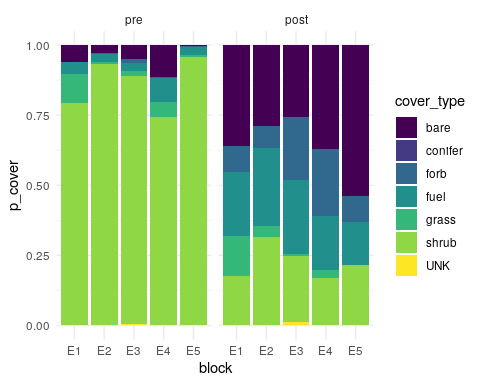 pre post
cover_type
bare
conifer
forb
fuel
grass
shrub
UNK
p_cover
1.00
0.75
0.50
0.25
0.00
E1 E2 E3 E4 E5 E1 E2 E3 E4 E5
block